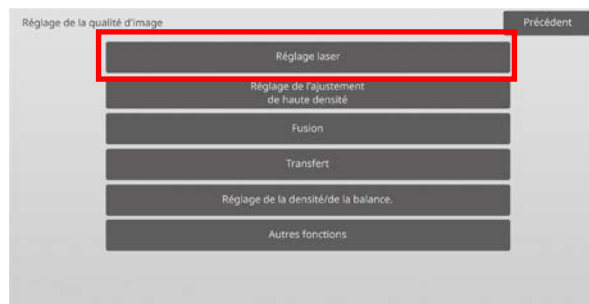 Réglage de la qualité d'image
Précédent
Réglage laser
Réglage de l'ajustement
de haute densité
Fusion
Transfert
Réglage de la densité/de la balance.
Autres fonctions